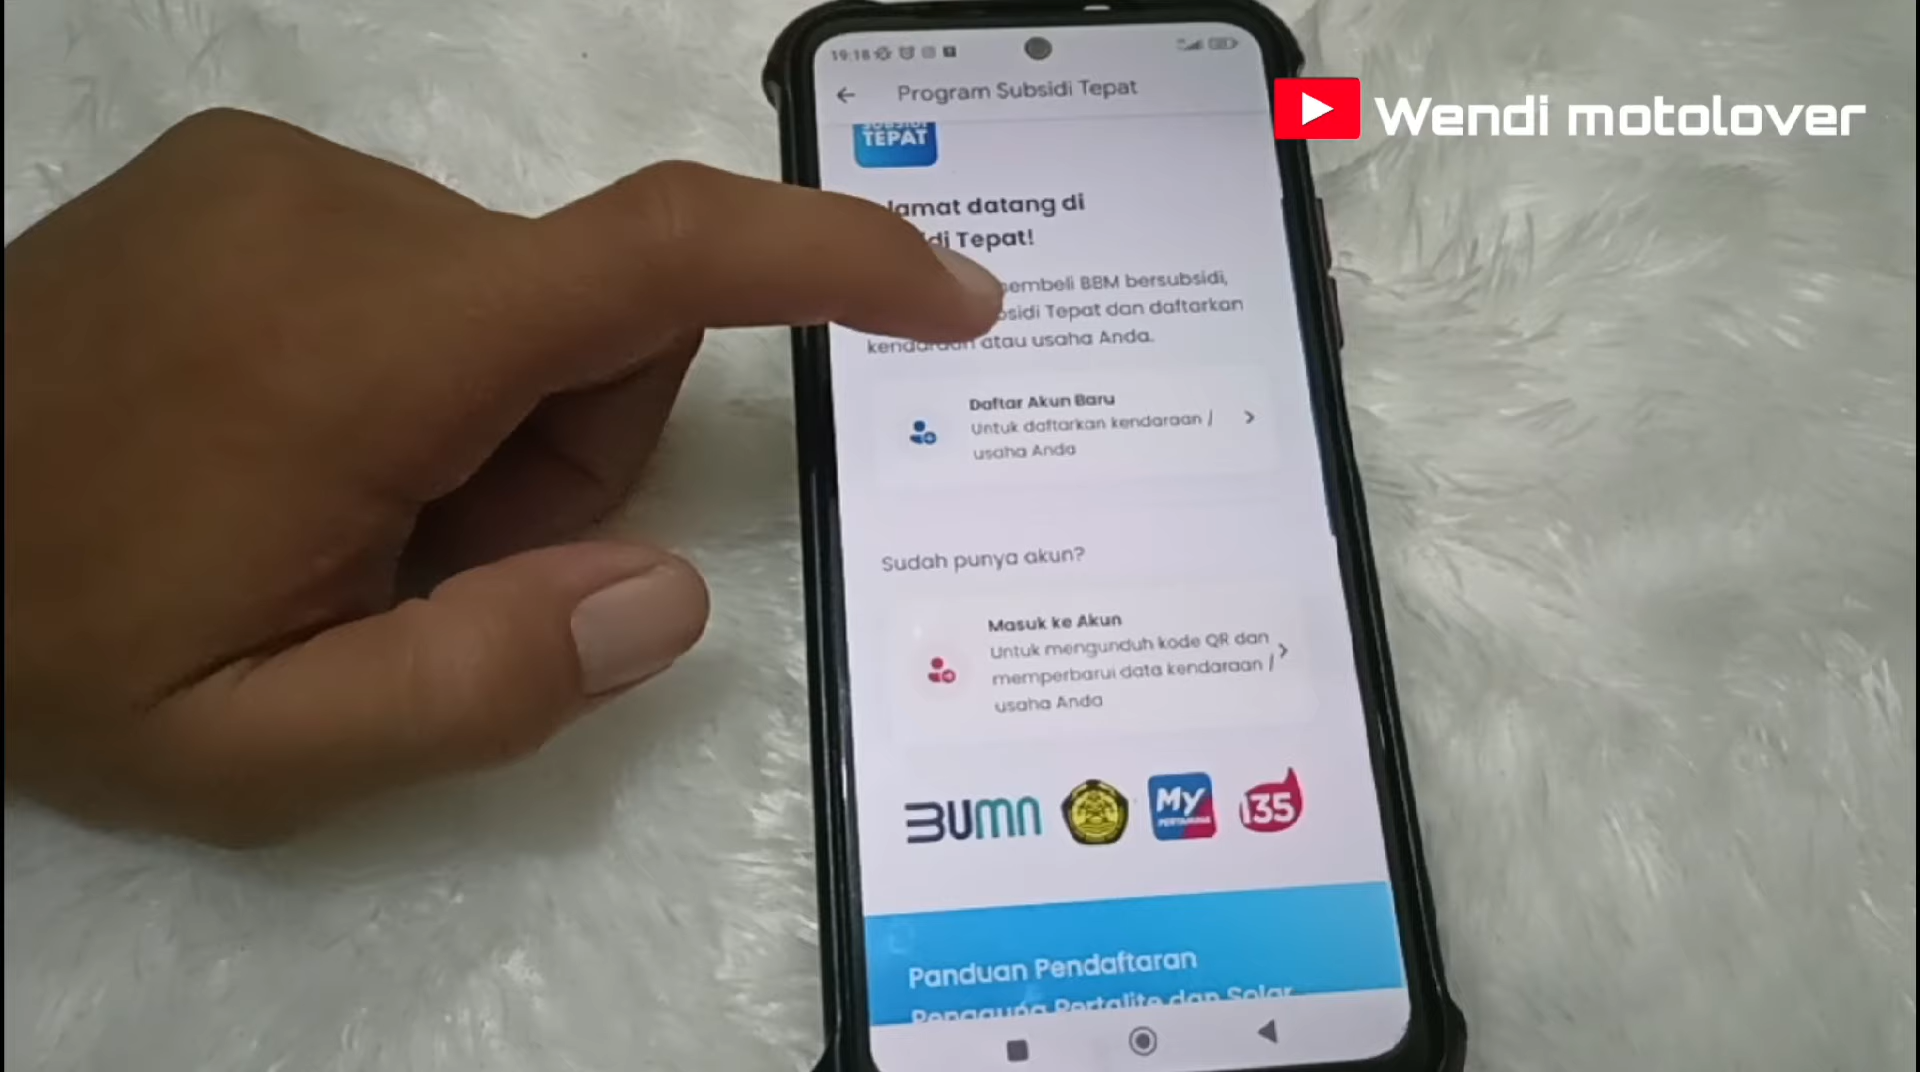 19:18
Program Subsidi Tepat
Wendi motolover
TEPAT
lamat datang di
di Tepat!
embeli BBM bersubsidi,
sidi Tepat dan daftarkan
kendaraan atau usaha Anda.
Daftar Akun Baru
Untuk daftarkan kendaraan /
usaha Anda
Sudah punya akun?
Masuk ke Akun
Untuk mengunduh kode QR dan
memperbarui data kendaraan /
usaha Anda
BUMN
My
PERTAMINA
135
Panduan Pendaftaran
Pengguna Pertalite dan Solar